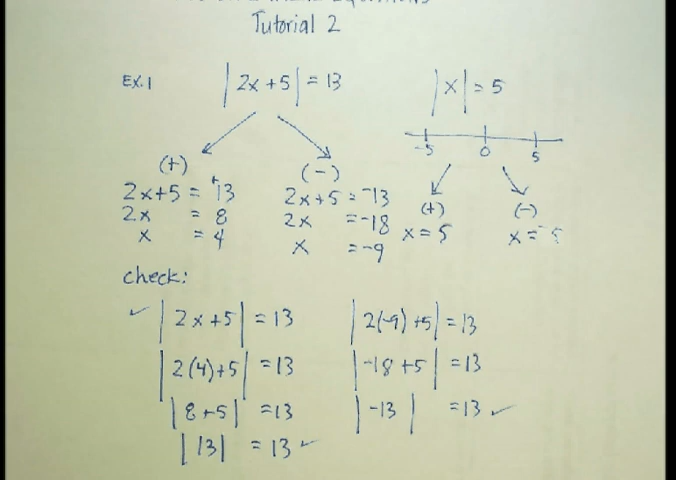 Tutorial 2
EX.1
|2x+5| = 13
(+)
2x+5 = +13
2x = 8
x = 4
(-)
2x+5 = -13
2x = -18
x = -9
|x| = 5
-5 0 5
(+)
x = 5
(-)
x = -5
check:
✓ |2x+5| = 13
|2(4)+5| = 13
|8+5| = 13
|13| = 13 ✓
|2(-9)+5| = 13
|-18+5| = 13
|-13| = 13 ✓